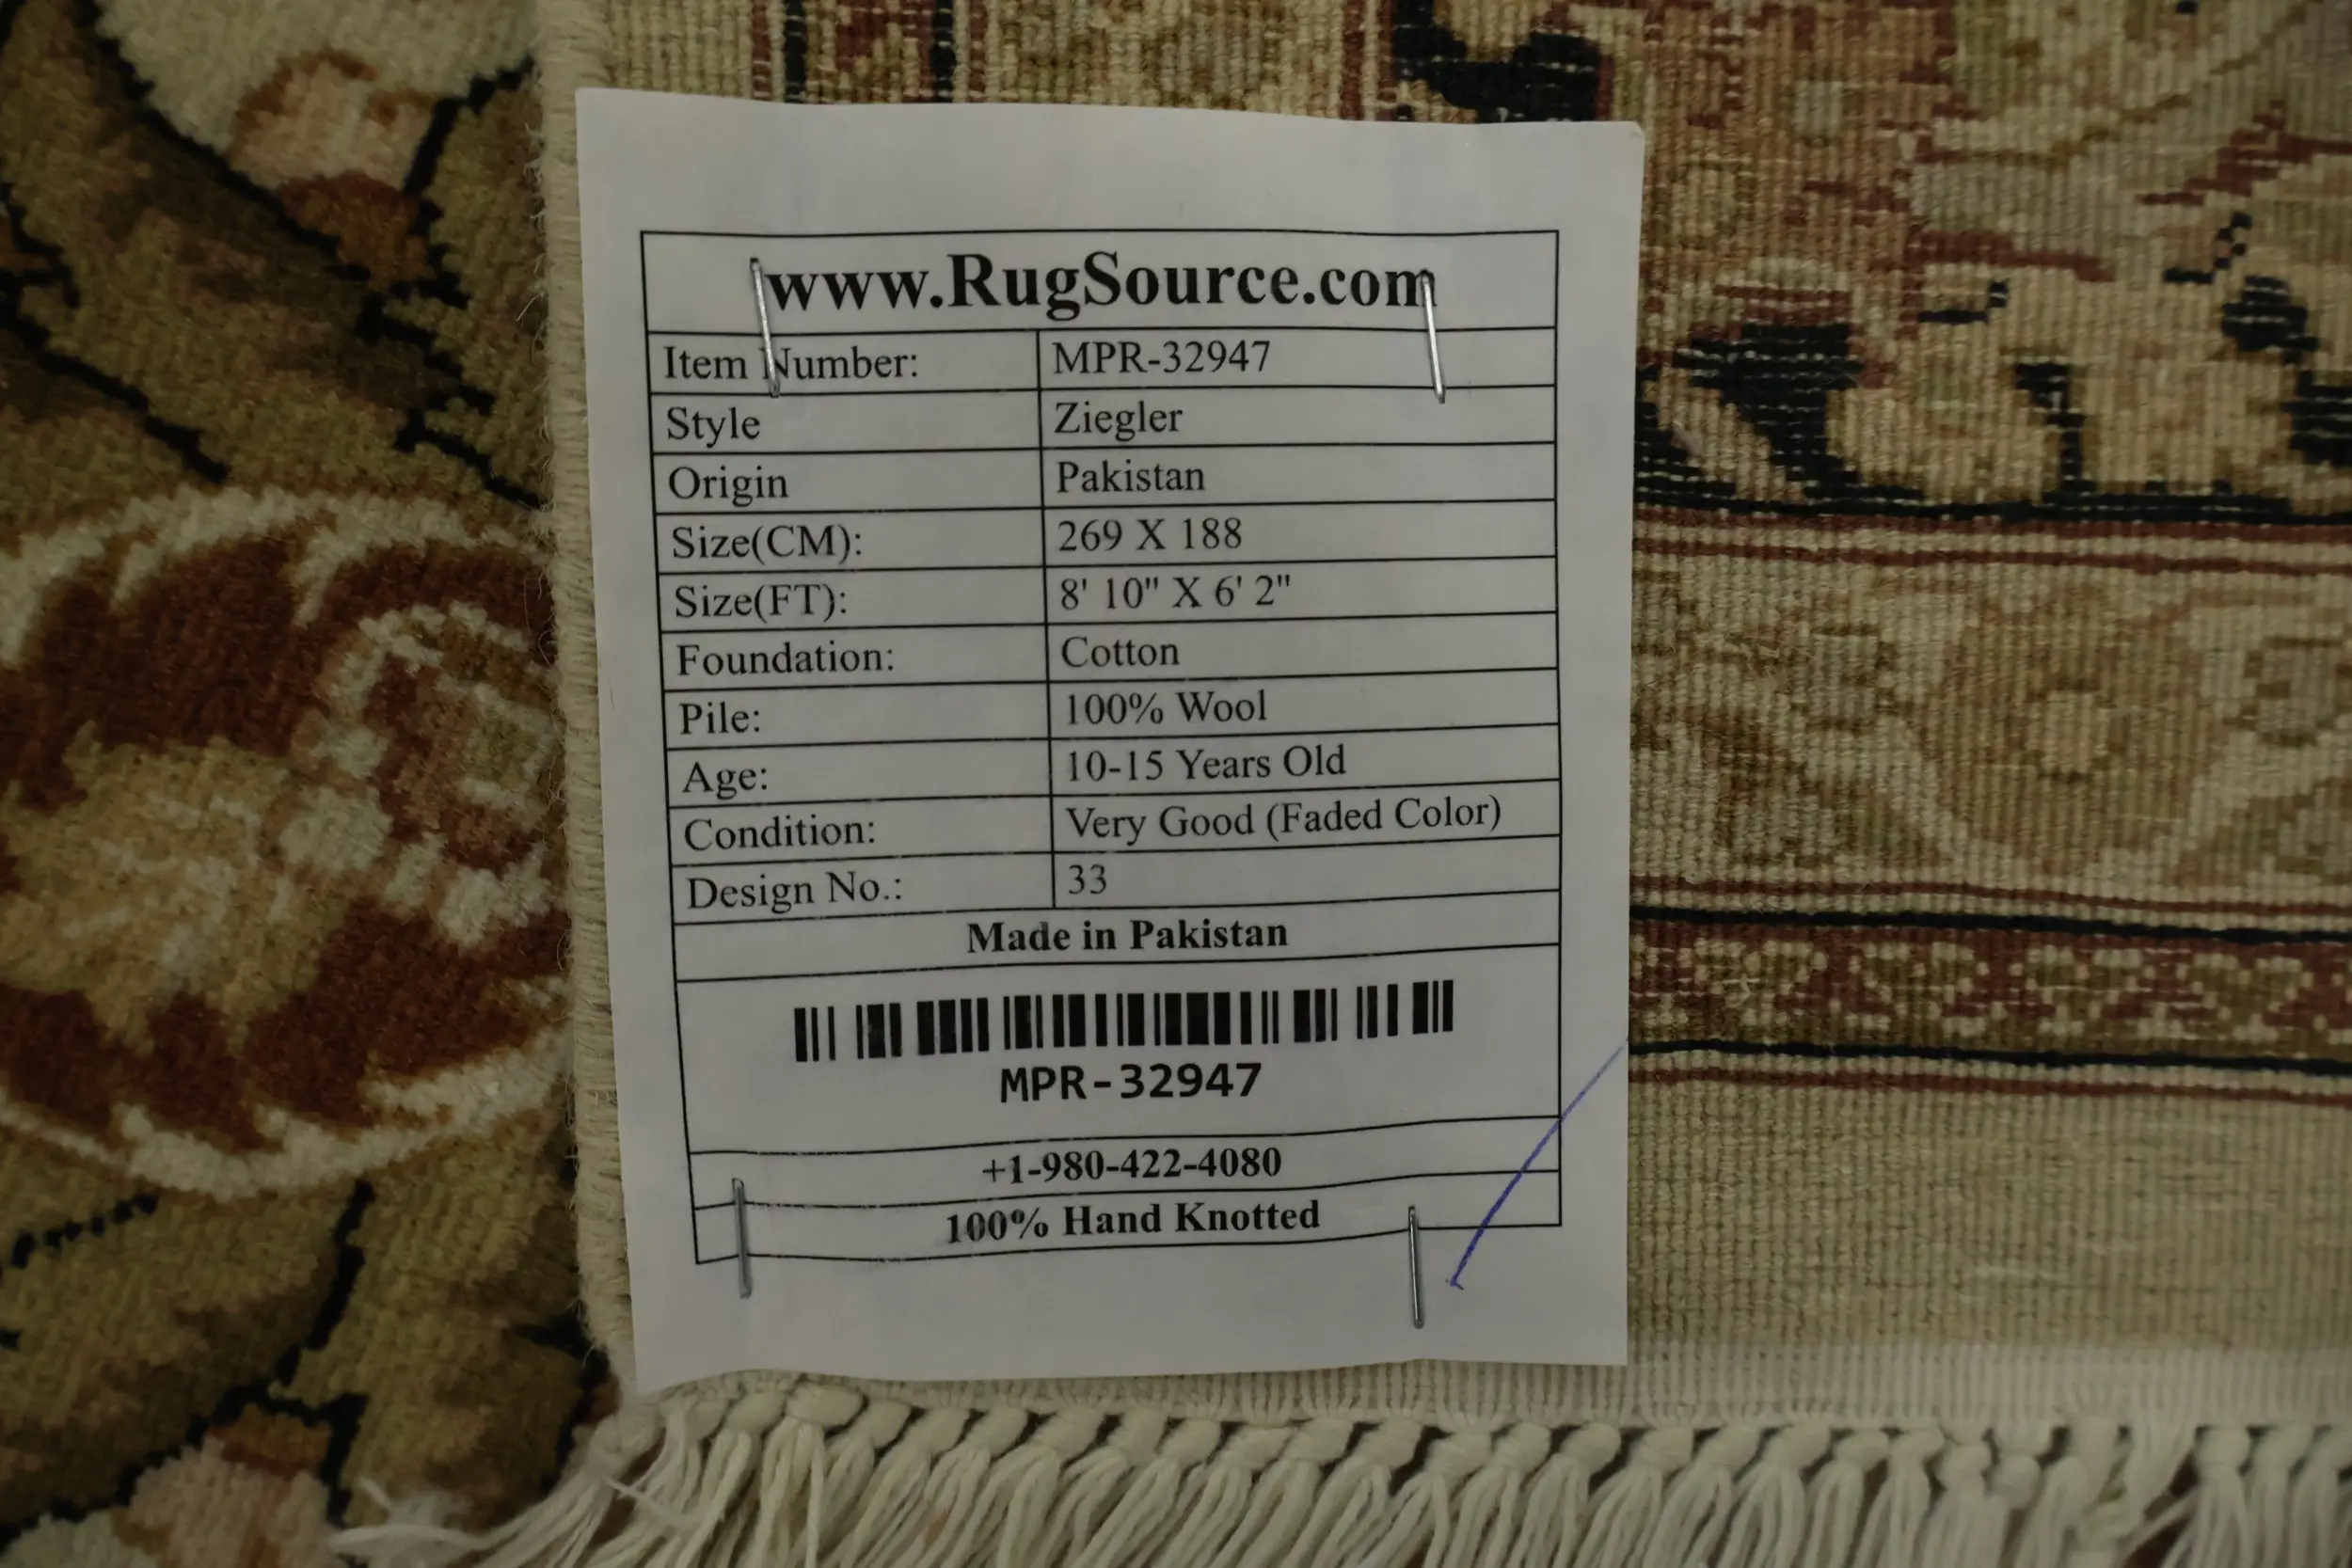 www.RugSource.com
Item Number: MPR-32947
Style Ziegler
Origin Pakistan
Size(CM): 269 X 188
Size(FT): 8' 10" X 6' 2"
Foundation: Cotton
Pile: 100% Wool
Age: 10-15 Years Old
Condition: Very Good (Faded Color)
Design No.: 33
Made in Pakistan
MPR-32947
+1-980-422-4080
100% Hand Knotted